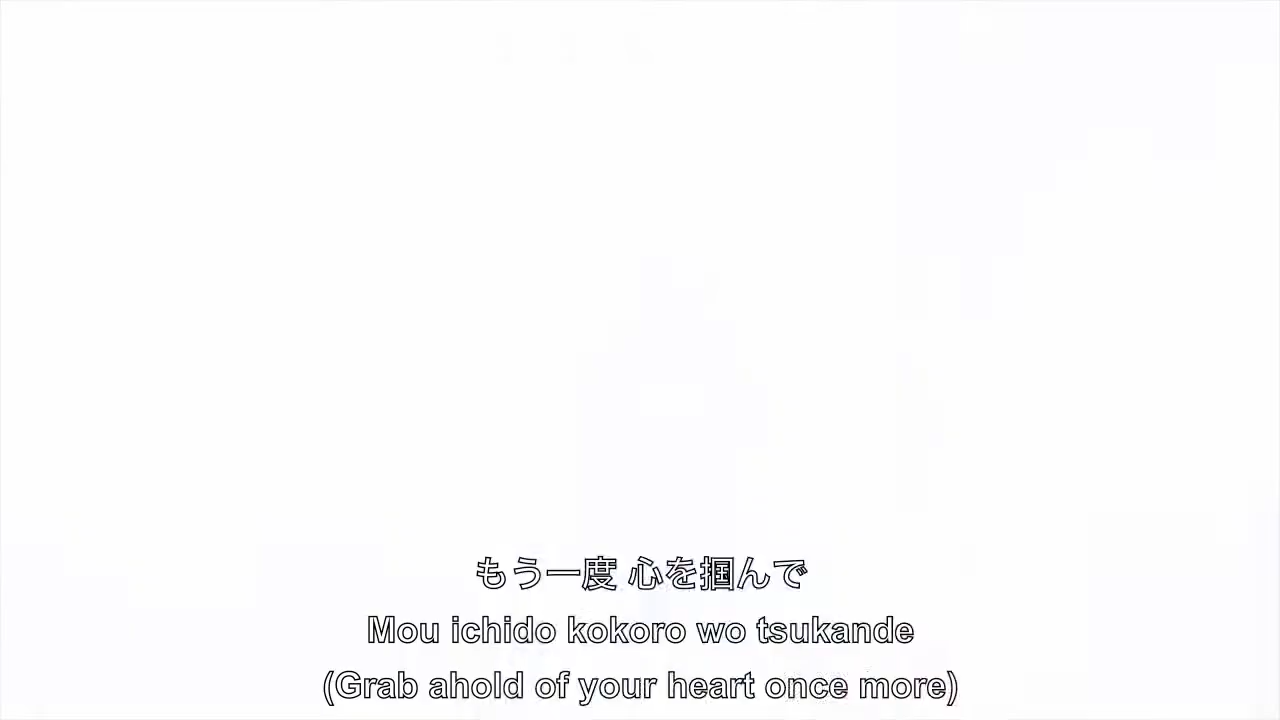 もう一度 心を掴んで
Mou ichido kokoro wo tsukande
(Grab ahold of your heart once more)